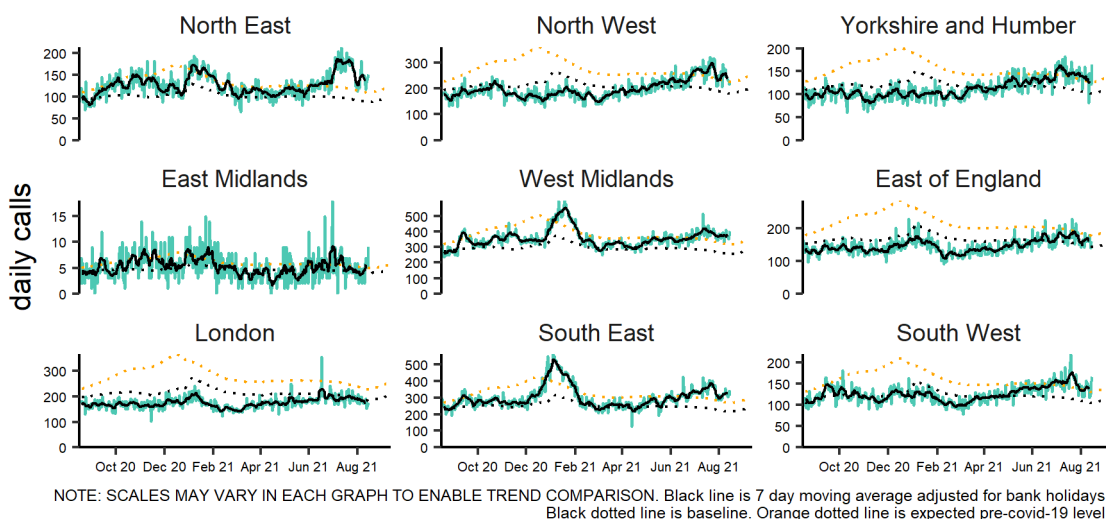 North East
North West
Yorkshire and Humber
200
150
100
50
0
300
200
100
0
200
150
100
50
0
East Midlands
West Midlands
East of England
daily calls
15
10
5
0
500
400
300
200
100
0
200
100
0
London
South East
South West
300
200
100
0
500
400
300
200
100
0
200
150
100
50
0
Oct 20 Dec 20 Feb 21 Apr 21 Jun 21 Aug 21
Oct 20 Dec 20 Feb 21 Apr 21 Jun 21 Aug 21
Oct 20 Dec 20 Feb 21 Apr 21 Jun 21 Aug 21
NOTE: SCALES MAY VARY IN EACH GRAPH TO ENABLE TREND COMPARISON. Black line is 7 day moving average adjusted for bank holidays
Black dotted line is baseline. Orange dotted line is expected pre-covid-19 level